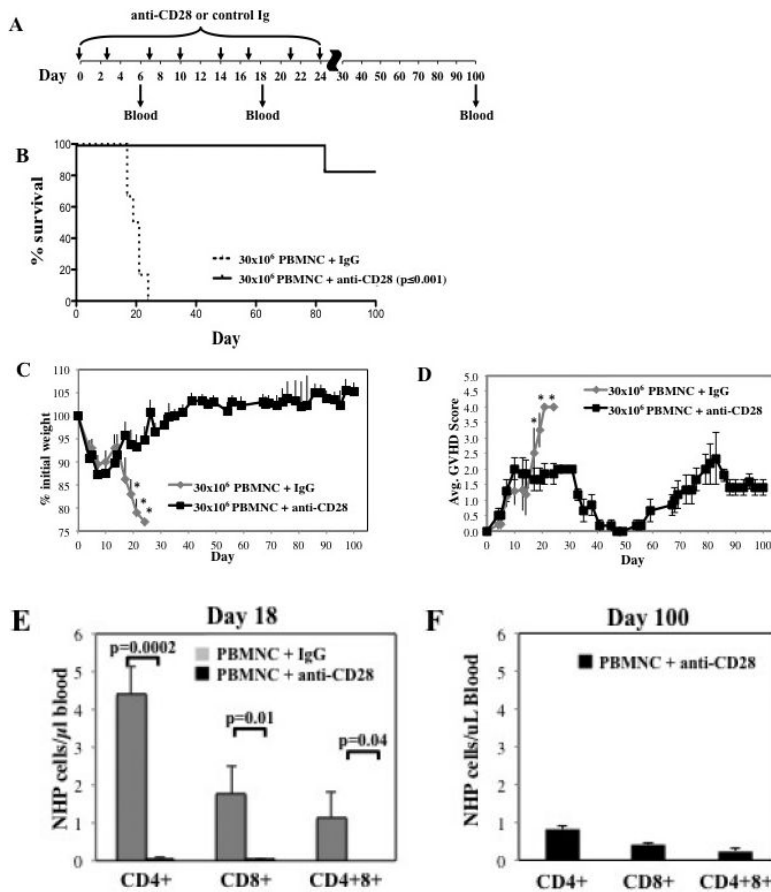 A
anti-CD28 or control Ig
Day 0 2 4 6 8 10 12 14 16 18 20 22 24 30 40 50 60 70 80 90 100
Blood Blood Blood
B
% survival
100
80
60
40
20
0
30x10⁶ PBMNC + IgG
30x10⁶ PBMNC + anti-CD28 (p≤0.001)
0 20 40 60 80 100
Day
C
% initial weight
110
105
100
95
90
85
80
75
*
*
*
30x10⁶ PBMNC + IgG
30x10⁶ PBMNC + anti-CD28
0 10 20 30 40 50 60 70 80 90 100
Day
D
Avg. GVHD Score
5.0
4.5
4.0
3.5
3.0
2.5
2.0
1.5
1.0
.5
0.0
* * *
30x10⁶ PBMNC + IgG
30x10⁶ PBMNC + anti-CD28
0 10 20 30 40 50 60 70 80 90 100
Day
E
Day 18
NHP cells/µl blood
6
5
4
3
2
1
0
p=0.0002
PBMNC + IgG
PBMNC + anti-CD28
p=0.01
p=0.04
CD4+ CD8+ CD4+8+
F
Day 100
NHP cells/uL Blood
6
5
4
3
2
1
0
PBMNC + anti-CD28
CD4+ CD8+ CD4+8+